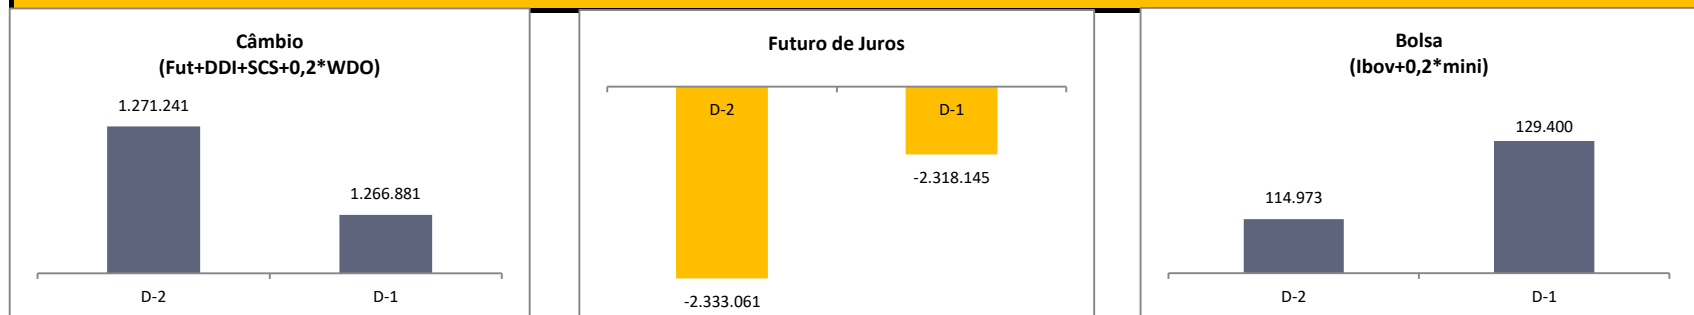 Câmbio
(Fut+DDI+SCS+0,2*WDO)
1.271.241
1.266.881
D-2
D-1
Futuro de Juros
D-2
D-1
-2.318.145
-2.333.061
Bolsa
(Ibov+0,2*mini)
129.400
114.973
D-2
D-1